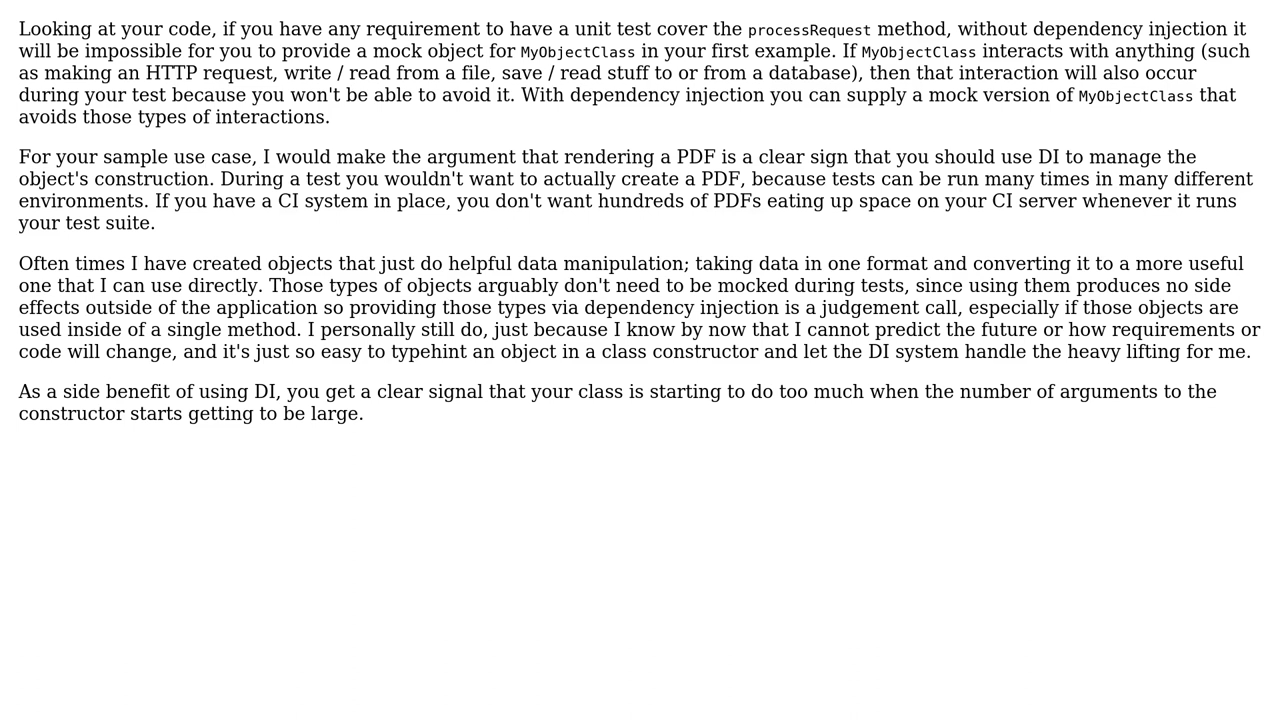 Looking at your code, if you have any requirement to have a unit test cover the processRequest method, without dependency injection it
will be impossible for you to provide a mock object for MyObjectClass in your first example. If MyObjectClass interacts with anything (such
as making an HTTP request, write / read from a file, save / read stuff to or from a database), then that interaction will also occur
during your test because you won't be able to avoid it. With dependency injection you can supply a mock version of MyObjectClass that
avoids those types of interactions.
For your sample use case, I would make the argument that rendering a PDF is a clear sign that you should use DI to manage the
object's construction. During a test you wouldn't want to actually create a PDF, because tests can be run many times in many different
environments. If you have a CI system in place, you don't want hundreds of PDFs eating up space on your CI server whenever it runs
your test suite.
Often times I have created objects that just do helpful data manipulation; taking data in one format and converting it to a more useful
one that I can use directly. Those types of objects arguably don't need to be mocked during tests, since using them produces no side
effects outside of the application so providing those types via dependency injection is a judgement call, especially if those objects are
used inside of a single method. I personally still do, just because I know by now that I cannot predict the future or how requirements or
code will change, and it's just so easy to typehint an object in a class constructor and let the DI system handle the heavy lifting for me.
As a side benefit of using DI, you get a clear signal that your class is starting to do too much when the number of arguments to the
constructor starts getting to be large.